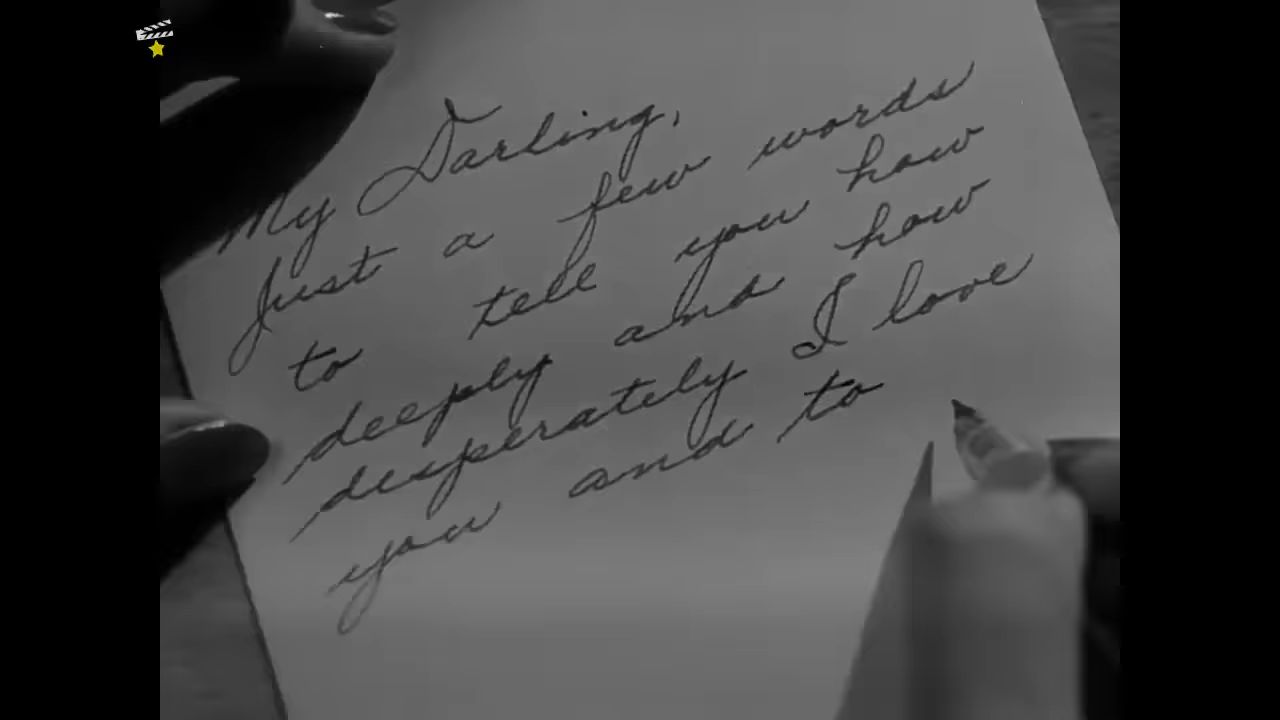 My Darling,
Just a few words
to tell you how
deeply and how
desperately I love
you and to